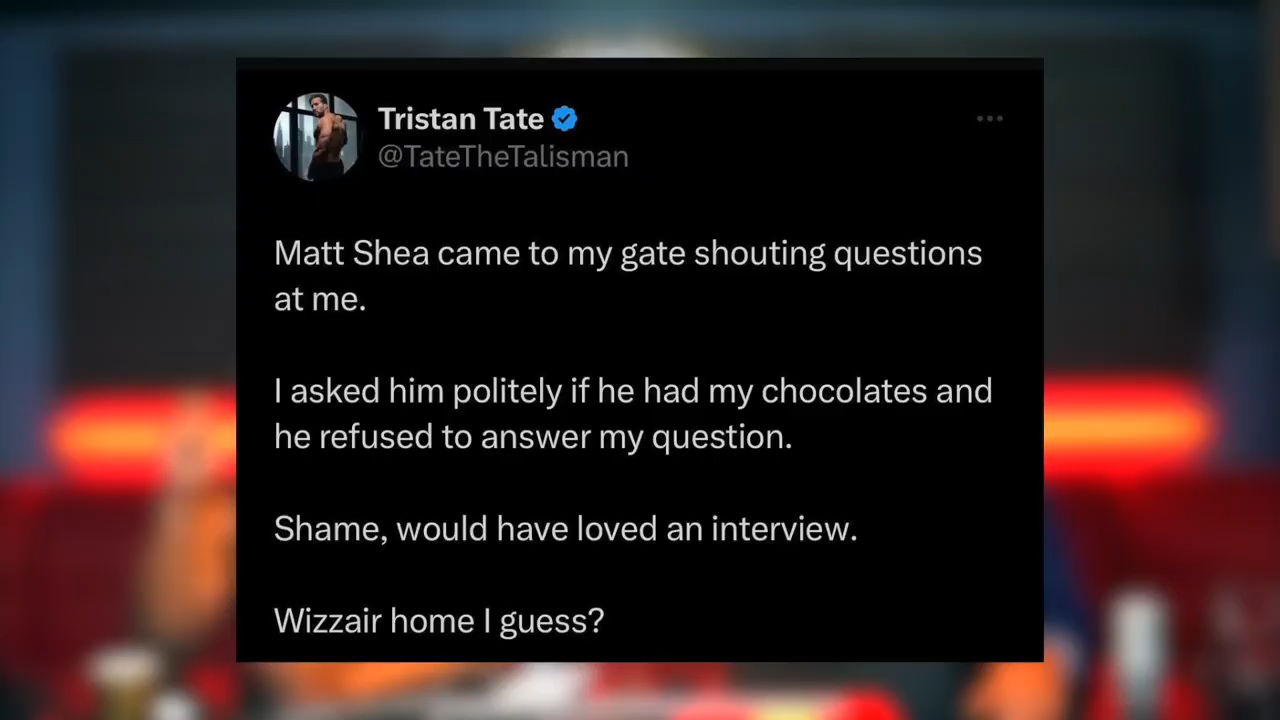 Tristan Tate
@TateTheTalisman
Matt Shea came to my gate shouting questions
at me.
I asked him politely if he had my chocolates and
he refused to answer my question.
Shame, would have loved an interview.
Wizzair home I guess?